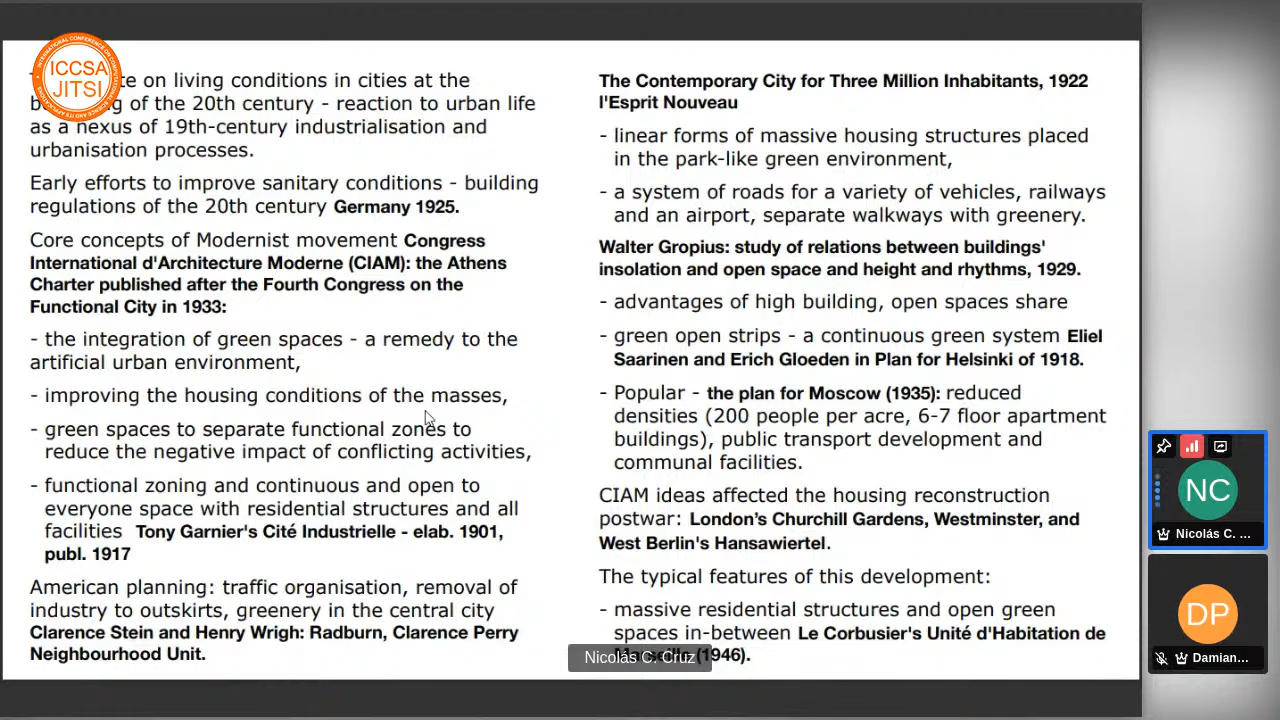 ICCSA
JITSI
on living conditions in cities at the
of the 20th century - reaction to urban life
as a nexus of 19th-century industrialisation and
urbanisation processes.
Early efforts to improve sanitary conditions - building
regulations of the 20th century Germany 1925.
Core concepts of Modernist movement Congress
International d'Architecture Moderne (CIAM): the Athens
Charter published after the Fourth Congress on the
Functional City in 1933:
- the integration of green spaces - a remedy to the
artificial urban environment,
- improving the housing conditions of the masses,
- green spaces to separate functional zones to
reduce the negative impact of conflicting activities,
- functional zoning and continuous and open to
everyone space with residential structures and all
facilities Tony Garnier's Cité Industrielle - elab. 1901,
publ. 1917
American planning: traffic organisation, removal of
industry to outskirts, greenery in the central city
Clarence Stein and Henry Wrigh: Radburn, Clarence Perry
Neighbourhood Unit.
The Contemporary City for Three Million Inhabitants, 1922
l'Esprit Nouveau
- linear forms of massive housing structures placed
in the park-like green environment,
- a system of roads for a variety of vehicles, railways
and an airport, separate walkways with greenery.
Walter Gropius: study of relations between buildings'
insolation and open space and height and rhythms, 1929.
- advantages of high building, open spaces share
- green open strips - a continuous green system Eliel
Saarinen and Erich Gloeden in Plan for Helsinki of 1918.
- Popular - the plan for Moscow (1935): reduced
densities (200 people per acre, 6-7 floor apartment
buildings), public transport development and
communal facilities.
CIAM ideas affected the housing reconstruction
postwar: London’s Churchill Gardens, Westminster, and
West Berlin's Hansawiertel.
The typical features of this development:
- massive residential structures and open green
spaces in-between Le Corbusier's Unité d'Habitation de
(1946).
Nicolás C. Cruz
NC
Nicolás C. ...
DP
Damian...